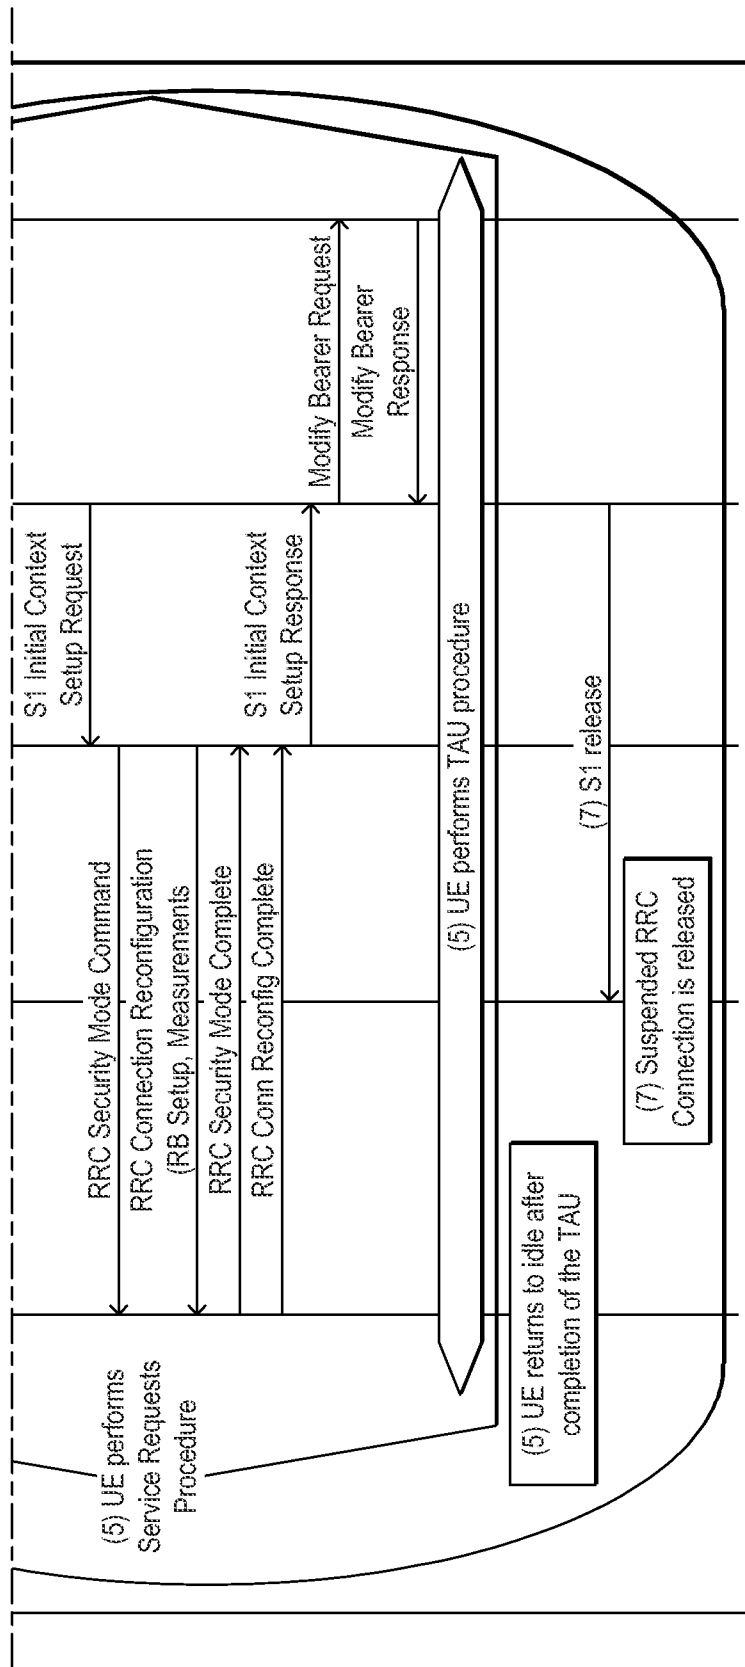 S1 Initial Context
Setup Request
RRC Security Mode Command
RRC Connection Reconfiguration
(RB Setup, Measurements
RRC Security Mode Complete
RRC Conn Reconfig Complete
(5) UE performs
Service Requests
Procedure
S1 Initial Context
Setup Response
Modify Bearer Request
Modify Bearer
Response
(5) UE performs TAU procedure
(5) UE returns to idle after
completion of the TAU
(7) S1 release
(7) Suspended RRC
Connection is released